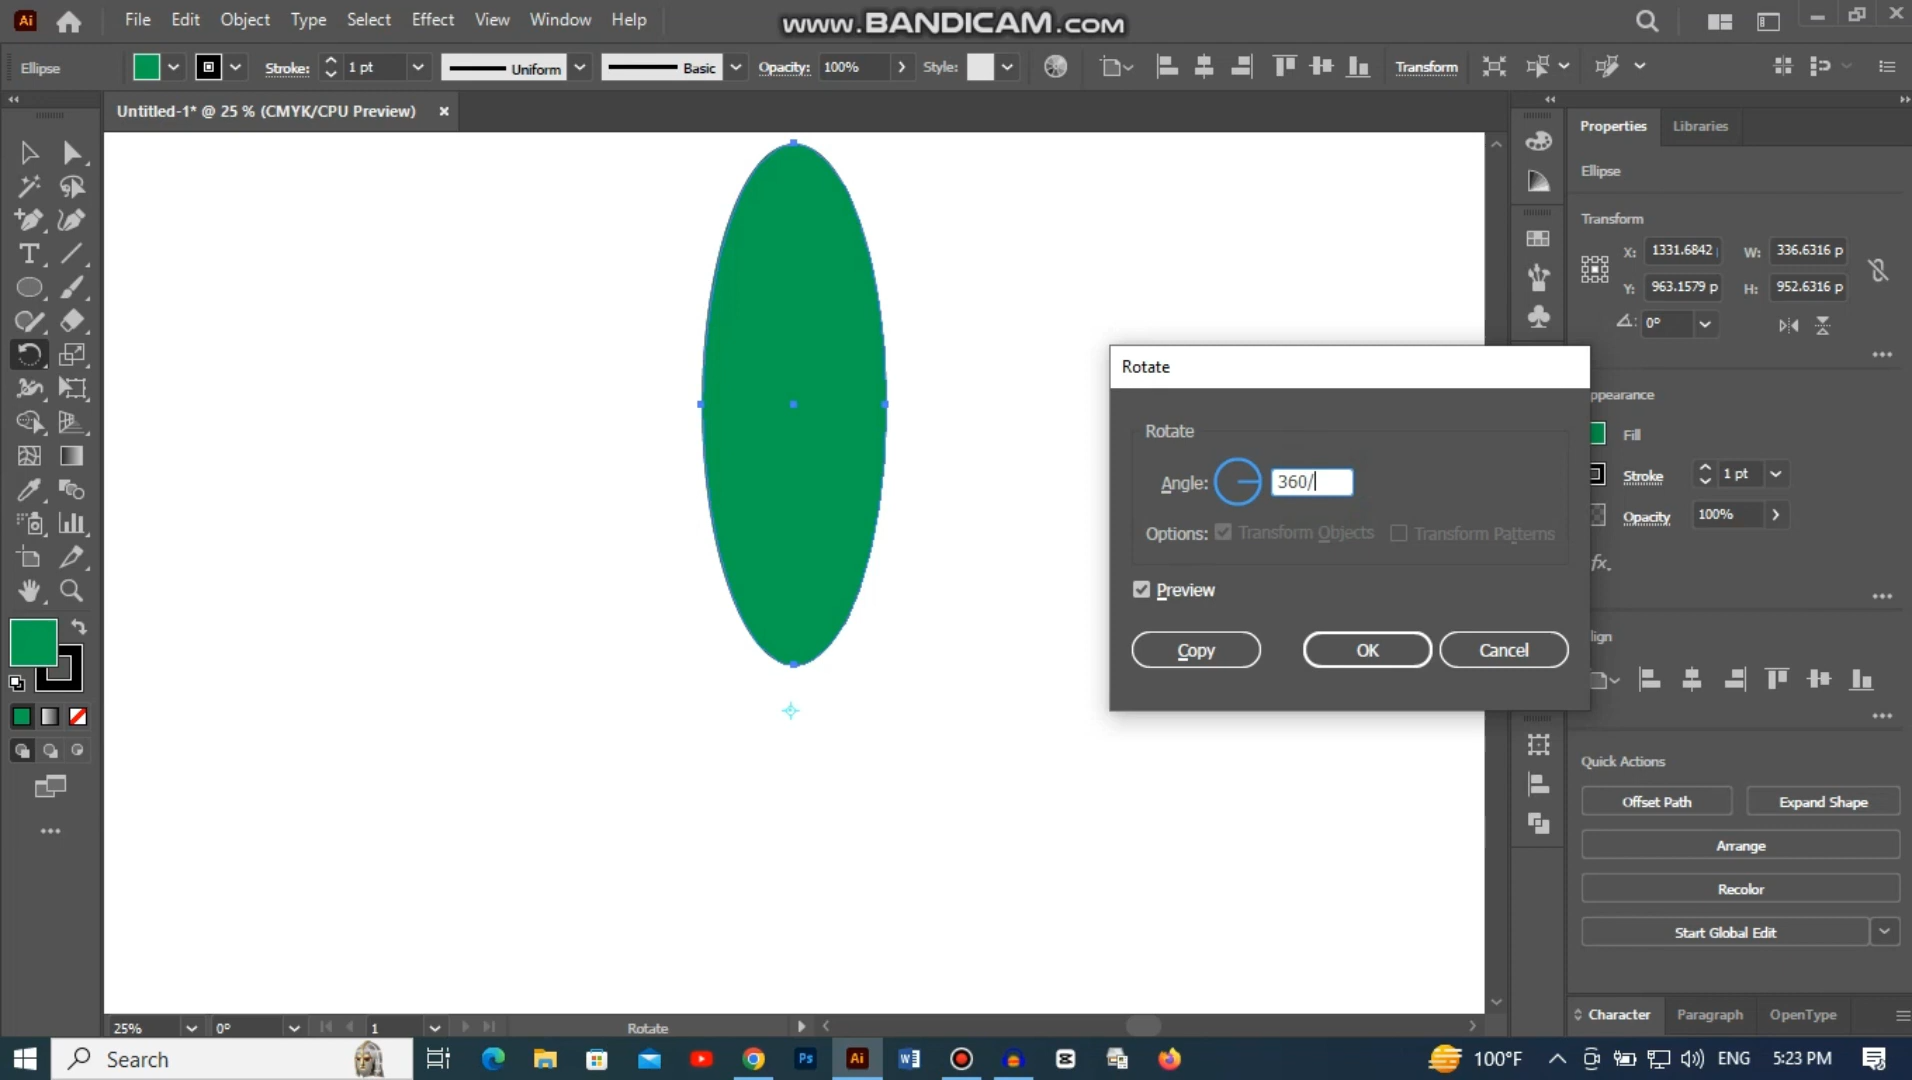 Ai File Edit Object Type Select Effect View Window Help
www.BANDICAM.com
Ellipse Stroke: 1 pt Uniform Basic Opacity: 100% Style: Transform
Untitled-1* @ 25 % (CMYK/CPU Preview) ×
Properties Libraries
Ellipse
Transform
X: 1331.6842 W: 336.6316 p
Y: 963.1579 p H: 952.6316 p
0°
Rotate
Rotate
Angle: 360/
Options: Transform Objects Transform Patterns
Preview
Copy OK Cancel
ppearance
Fill
Stroke 1 pt
Opacity 100%
fx.
lign
Quick Actions
Offset Path Expand Shape
Arrange
Recolor
Start Global Edit
25% 0° 1 Rotate
Character Paragraph OpenType
Search Ps Ai W 100°F ENG 5:23 PM